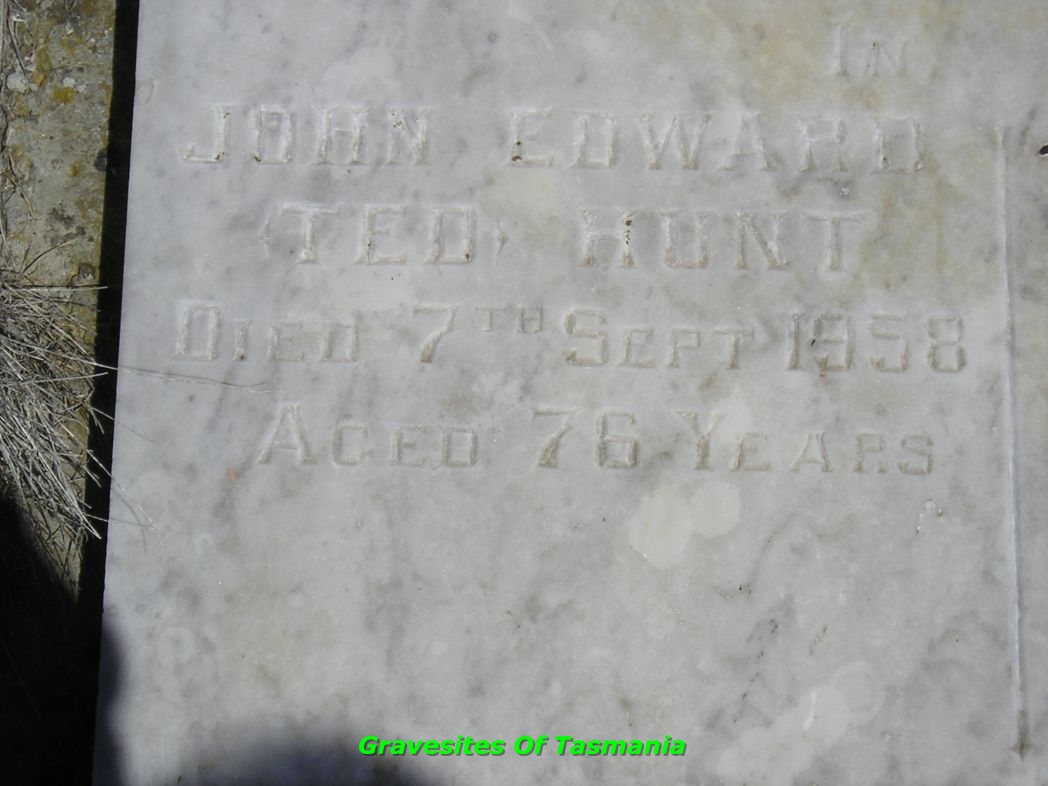 In
JOHN EDWARD
(TED) HUNT
DIED 7TH SEPT 1958
AGED 76 YEARS
Gravesites Of Tasmania